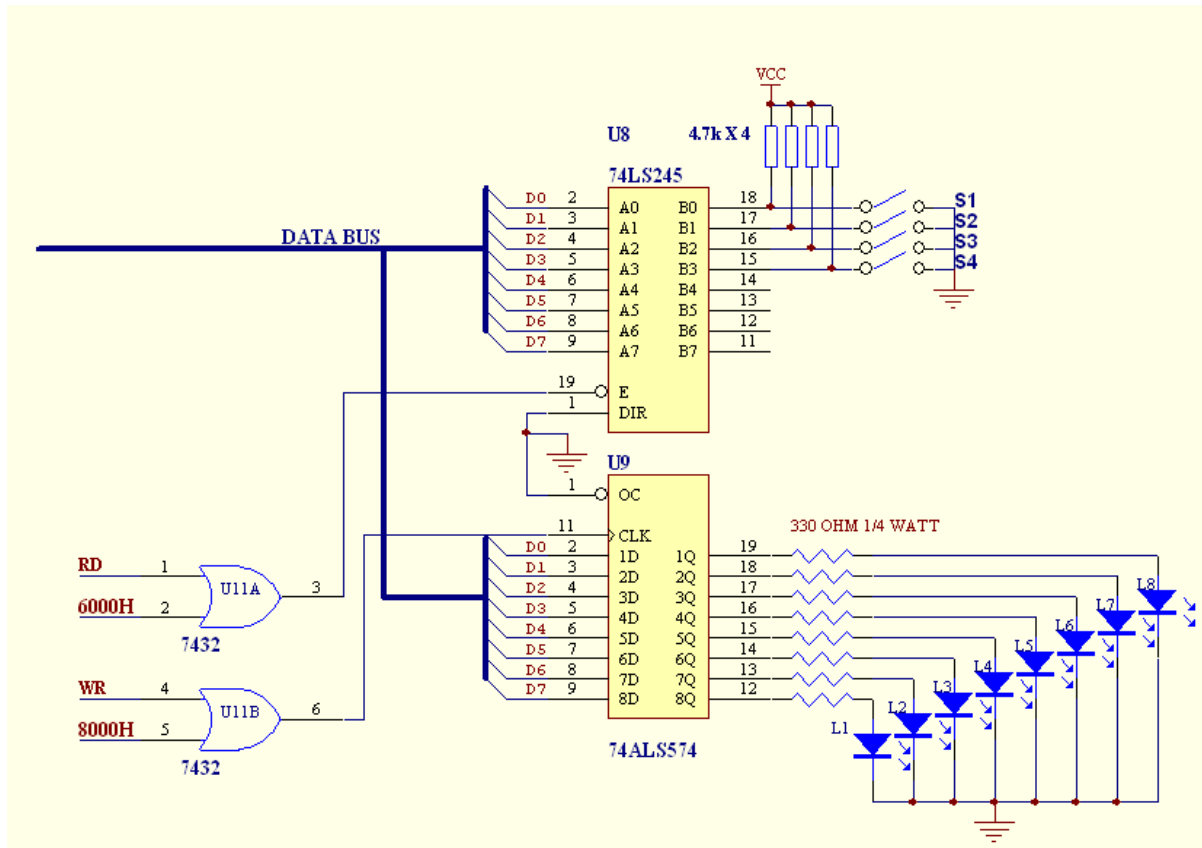 VCC
U8
4.7k X 4
74LS245
D0 2 A0 B0 18 S1
D1 3 A1 B1 17 S2
D2 4 A2 B2 16 S3
D3 5 A3 B3 15 S4
D4 6 A4 B4 14
D5 7 A5 B5 13
D6 8 A6 B6 12
D7 9 A7 B7 11
DATA BUS
19 E
1 DIR
U9
1 OC
330 OHM 1/4 WATT
11 CLK
D0 2 1D 1Q 19
D1 3 2D 2Q 18
D2 4 3D 3Q 17
D3 5 4D 4Q 16
D4 6 5D 5Q 15
D5 7 6D 6Q 14
D6 8 7D 7Q 13
D7 9 8D 8Q 12
74ALS574
RD 1
U11A 3
6000H 2
7432
WR 4
U11B 6
8000H 5
7432
L8
L7
L6
L5
L4
L3
L2
L1